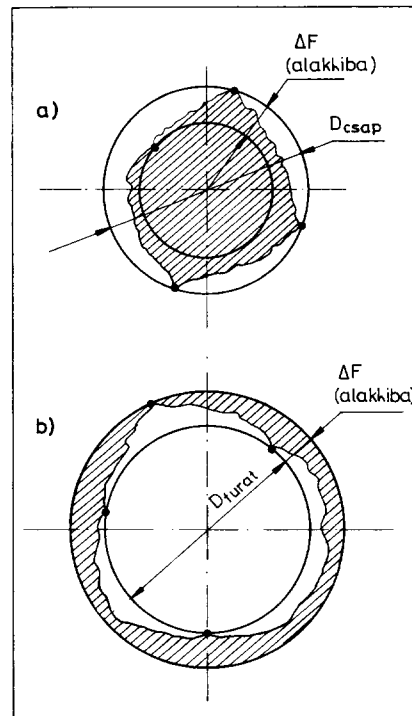 ΔF
(alakhiba)
a)
Dcsap
ΔF
(alakhiba)
b)
Dfurat